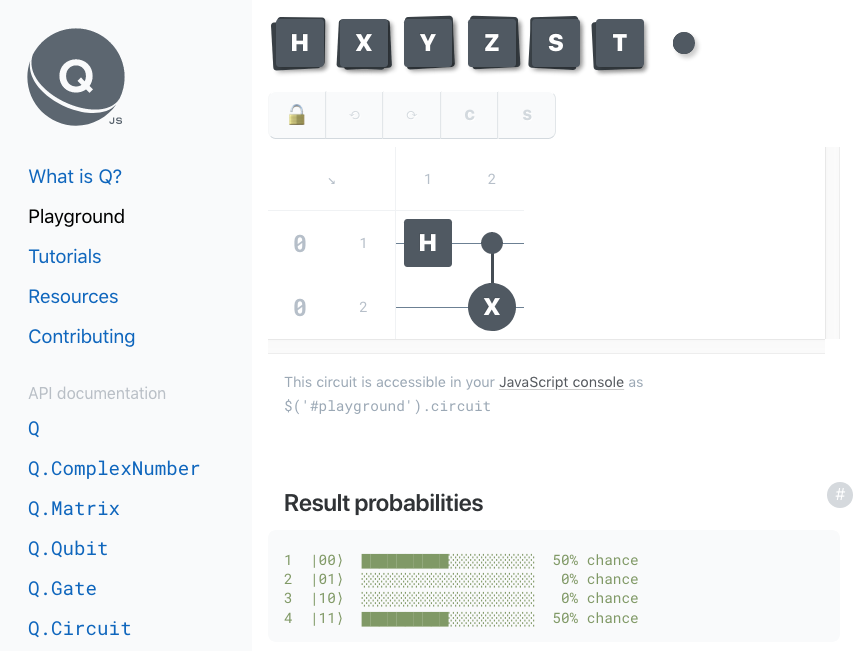 Q
JS
What is Q?
Playground
Tutorials
Resources
Contributing
API documentation
Q
Q.ComplexNumber
Q.Matrix
Q.Qubit
Q.Gate
Q.Circuit
H X Y Z S T
C S
1 2
0 1 H
0 2 X
This circuit is accessible in your JavaScript console as
$('#playground').circuit
Result probabilities
#
1 |00⟩ 50% chance
2 |01⟩ 0% chance
3 |10⟩ 0% chance
4 |11⟩ 50% chance